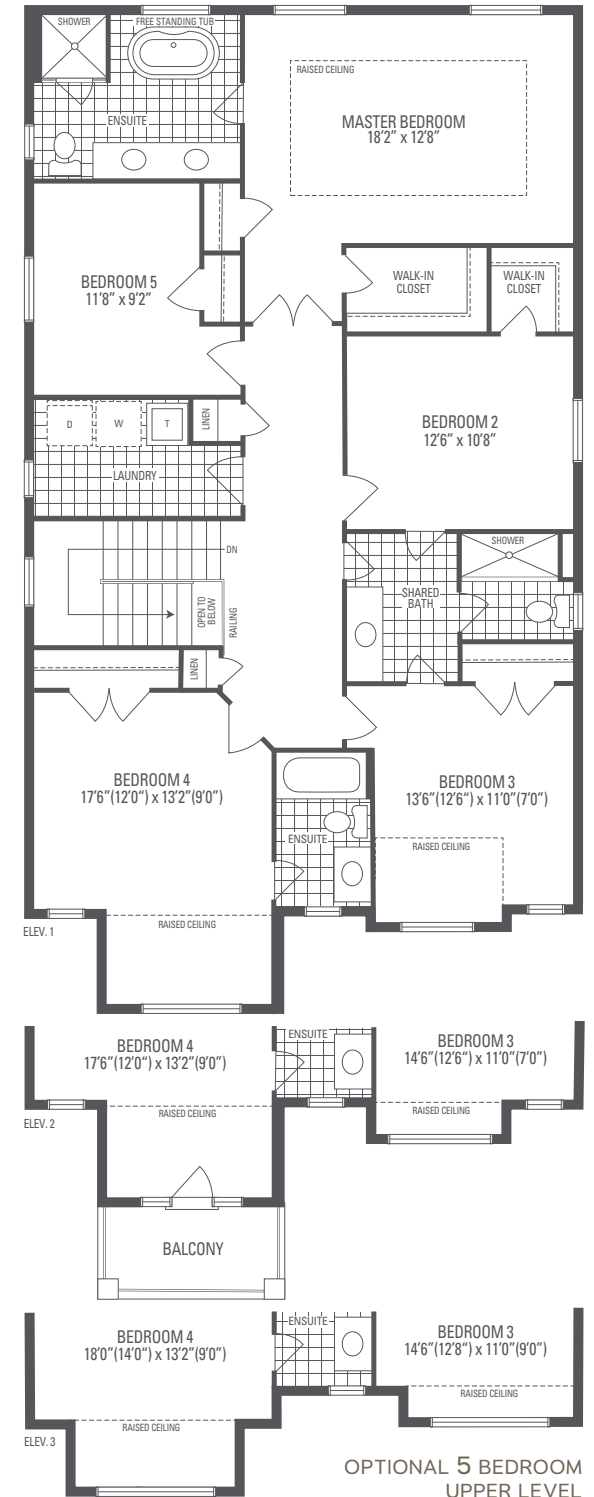 SHOWER
FREE STANDING TUB
RAISED CEILING
ENSUITE
MASTER BEDROOM
18'2" x 12'8"
BEDROOM 5
11'8" x 9'2"
WALK-IN
CLOSET
WALK-IN
CLOSET
D
W
T
LINEN
BEDROOM 2
12'6" x 10'8"
LAUNDRY
DN
SHOWER
OPEN TO
BELOW
RAILING
SHARED
BATH
LINEN
BEDROOM 4
17'6"(12'0") x 13'2"(9'0")
BEDROOM 3
13'6"(12'6") x 11'0"(7'0")
ENSUITE
RAISED CEILING
RAISED CEILING
ELEV. 1
BEDROOM 4
17'6"(12'0") x 13'2"(9'0")
ENSUITE
BEDROOM 3
14'6"(12'6") x 11'0"(7'0")
RAISED CEILING
RAISED CEILING
ELEV. 2
BALCONY
BEDROOM 4
18'0"(14'0") x 13'2"(9'0")
ENSUITE
BEDROOM 3
14'6"(12'8") x 11'0"(9'0")
RAISED CEILING
RAISED CEILING
ELEV. 3
OPTIONAL 5 BEDROOM
UPPER LEVEL